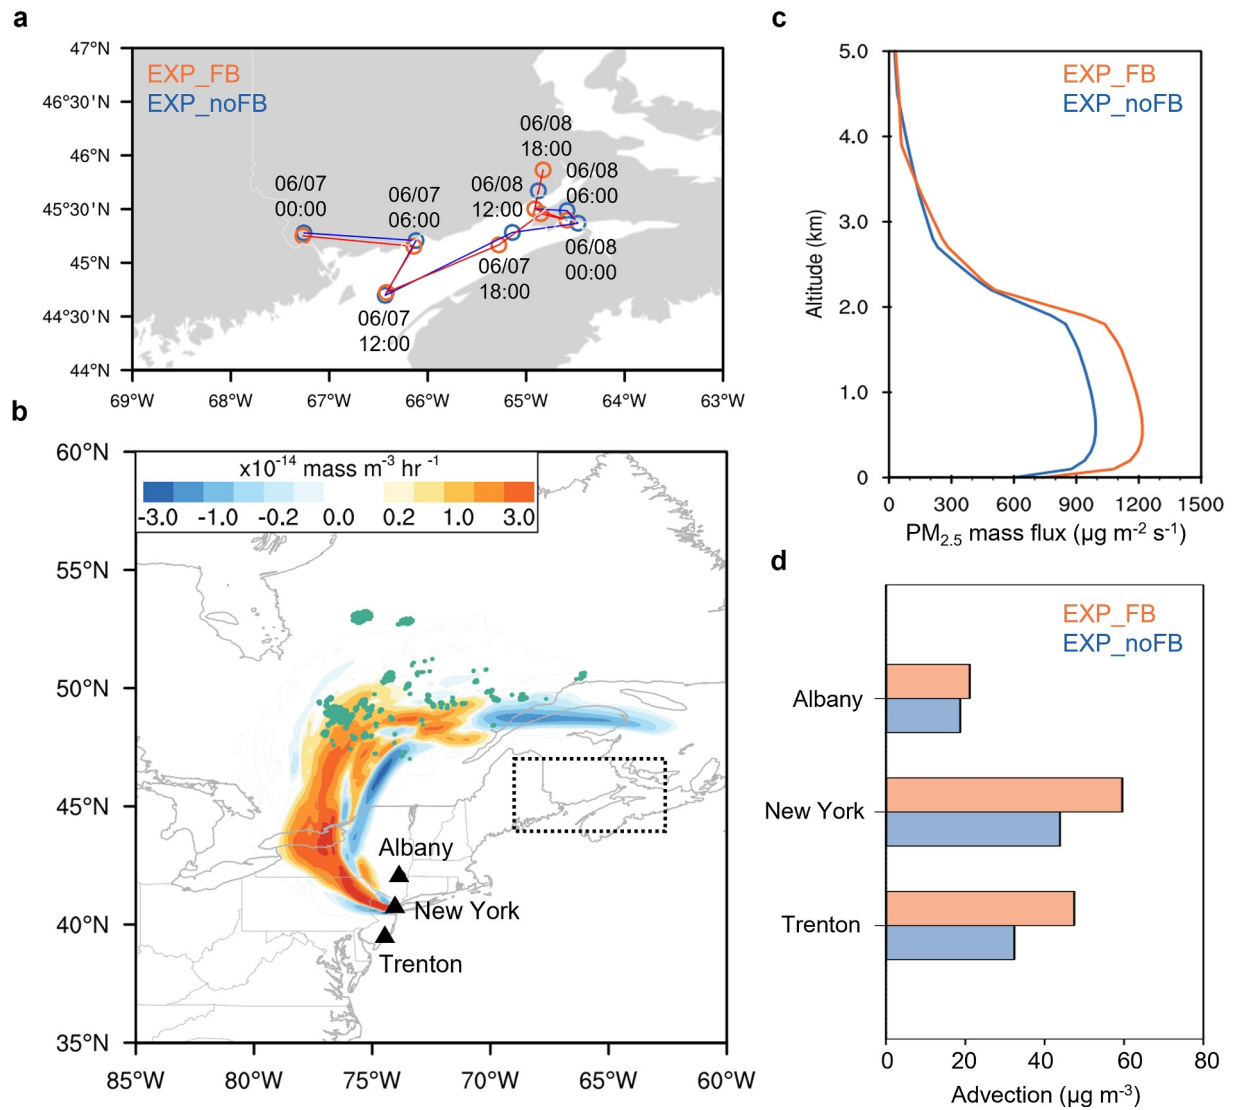 a
47°N
46°30'N
46°N
45°30'N
45°N
44°30'N
44°N
69°W
68°W
67°W
66°W
65°W
64°W
63°W
EXP_FB
EXP_noFB
06/07
00:00
06/07
06:00
06/07
12:00
06/07
18:00
06/08
00:00
06/08
06:00
06/08
12:00
06/08
18:00
b
60°N
55°N
50°N
45°N
40°N
35°N
85°W
80°W
75°W
70°W
65°W
60°W
x10-14 mass m-3 hr -1
-3.0 -1.0 -0.2 0.0 0.2 1.0 3.0
Albany
New York
Trenton
c
5.0
4.0
3.0
2.0
1.0
0
Altitude (km)
EXP_FB
EXP_noFB
0 300 600 900 1200 1500
PM2.5 mass flux (µg m-2 s-1)
d
EXP_FB
EXP_noFB
Albany
New York
Trenton
0 20 40 60 80
Advection (µg m-3)